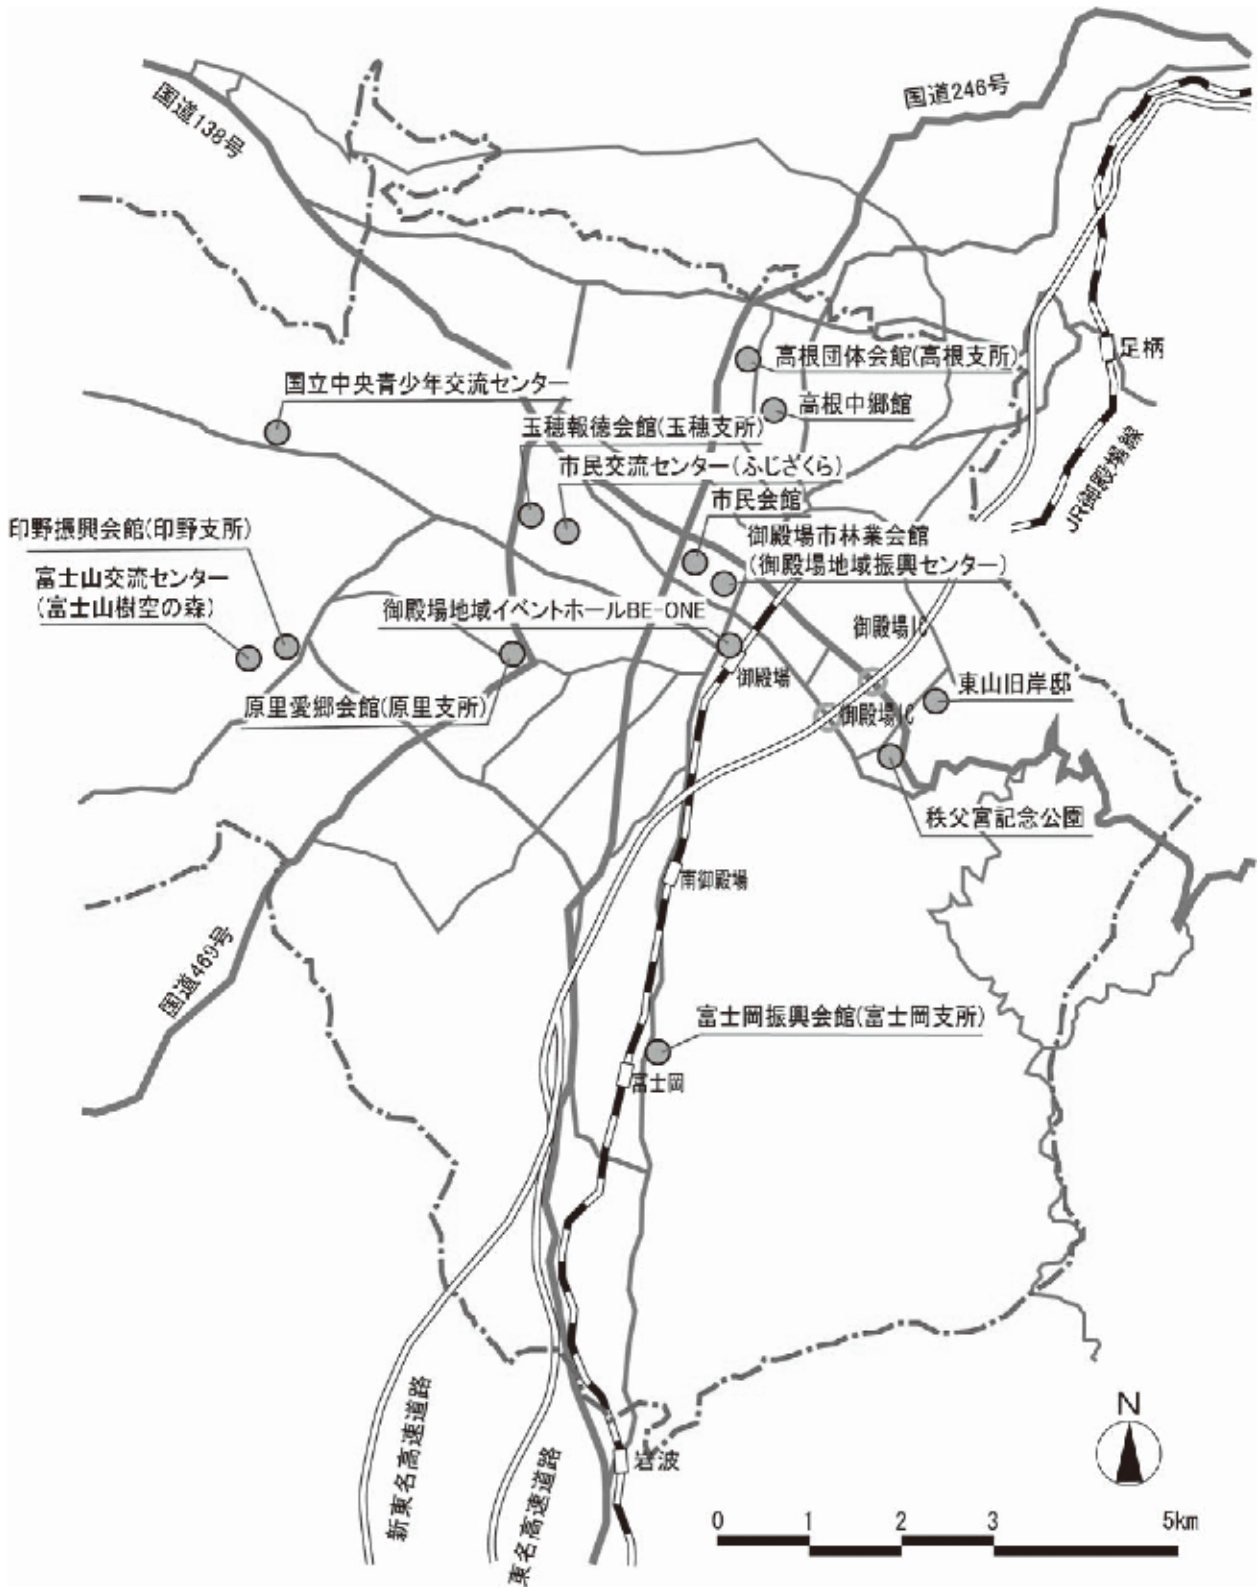 国道138号
国道246号
高根団体会館(高根支所)
足柄
国立中央青少年交流センター
高根中郷館
玉穂報徳会館(玉穂支所)
市民交流センター(ふじざくら)
JR御殿場線
市民会館
印野振興会館(印野支所)
御殿場市林業会館
(御殿場地域振興センター)
富士山交流センター
(富士山樹空の森)
御殿場地域イベントホールBE-ONE
御殿場IC
御殿場
東山旧岸邸
原里愛郷会館(原里支所)
御殿場IC
秩父宮記念公園
南御殿場
国道469号
富士岡振興会館(富士岡支所)
富士岡
新東名高速道路
東名高速道路
岩波
N
0 1 2 3 5km